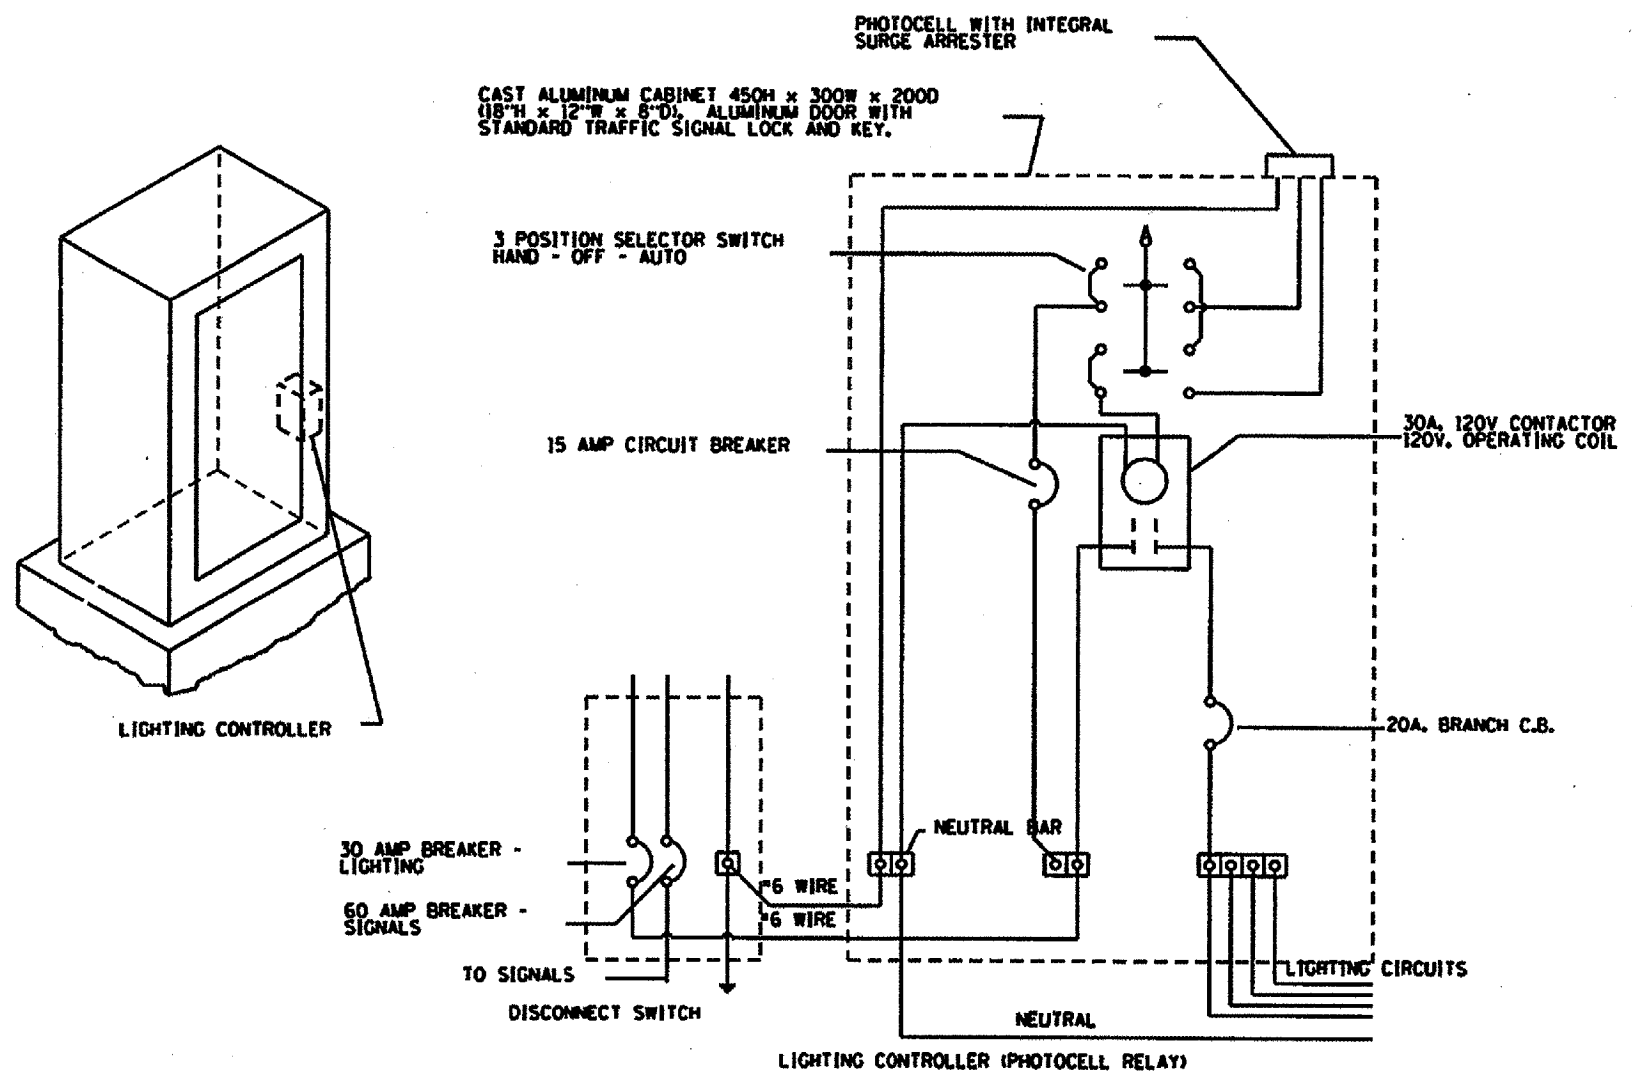 PHOTOCELL WITH INTEGRAL
SURGE ARRESTER
CAST ALUMINUM CABINET 450H x 300W x 200D
(18"H x 12"W x 8"D). ALUMINUM DOOR WITH
STANDARD TRAFFIC SIGNAL LOCK AND KEY.
3 POSITION SELECTOR SWITCH
HAND - OFF - AUTO
15 AMP CIRCUIT BREAKER
30A. 120V CONTACTOR
120V. OPERATING COIL
LIGHTING CONTROLLER
20A. BRANCH C.B.
NEUTRAL BAR
30 AMP BREAKER -
LIGHTING
#6 WIRE
60 AMP BREAKER -
SIGNALS
#6 WIRE
TO SIGNALS
LIGHTING CIRCUITS
DISCONNECT SWITCH
NEUTRAL
LIGHTING CONTROLLER (PHOTOCELL RELAY)